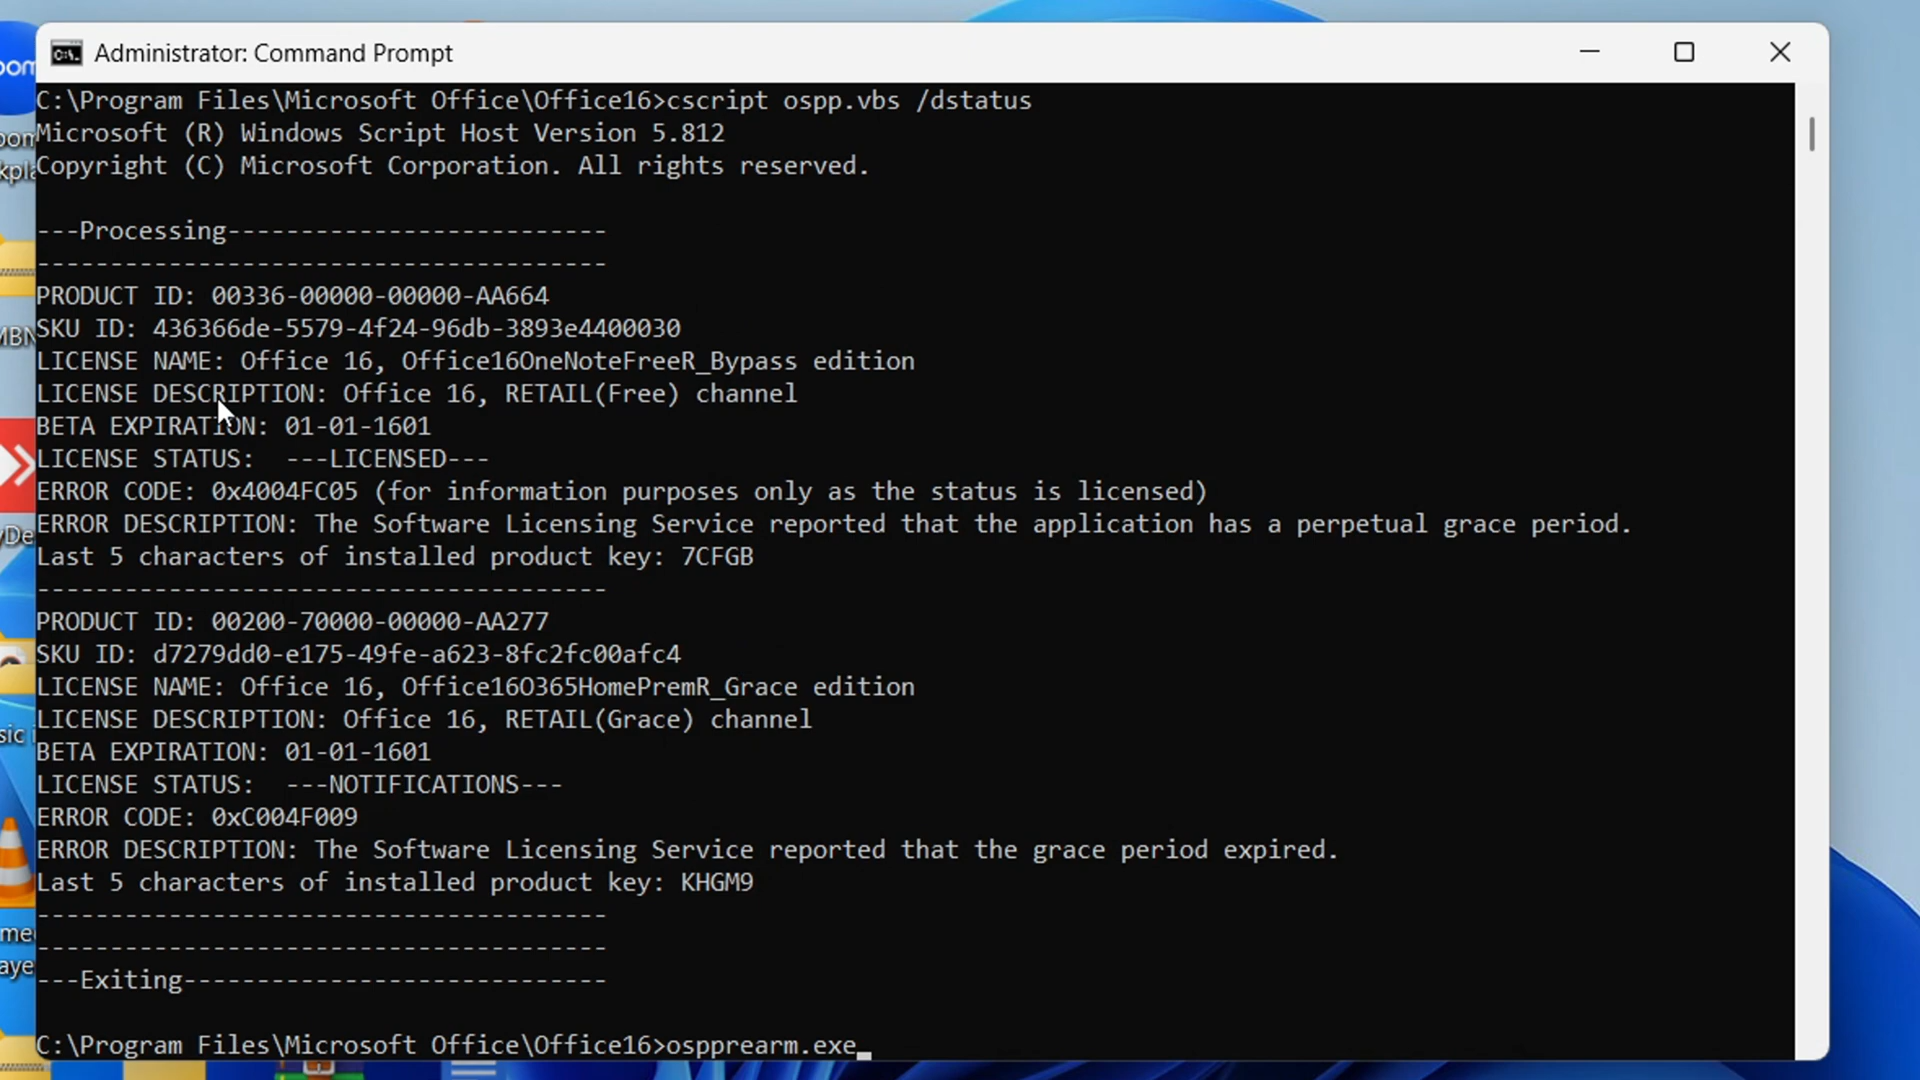 Administrator: Command Prompt
C:\Program Files\Microsoft Office\Office16>cscript ospp.vbs /dstatus
Microsoft (R) Windows Script Host Version 5.812
Copyright (C) Microsoft Corporation. All rights reserved.
---Processing--------------------------
---------------------------------------
PRODUCT ID: 00336-00000-00000-AA664
SKU ID: 436366de-5579-4f24-96db-3893e4400030
LICENSE NAME: Office 16, Office16OneNoteFreeR_Bypass edition
LICENSE DESCRIPTION: Office 16, RETAIL(Free) channel
BETA EXPIRATION: 01-01-1601
LICENSE STATUS:  ---LICENSED---
ERROR CODE: 0x4004FC05 (for information purposes only as the status is licensed)
ERROR DESCRIPTION: The Software Licensing Service reported that the application has a perpetual grace period.
Last 5 characters of installed product key: 7CFGB
---------------------------------------
PRODUCT ID: 00200-70000-00000-AA277
SKU ID: d7279dd0-e175-49fe-a623-8fc2fc00afc4
LICENSE NAME: Office 16, Office16O365HomePremR_Grace edition
LICENSE DESCRIPTION: Office 16, RETAIL(Grace) channel
BETA EXPIRATION: 01-01-1601
LICENSE STATUS:  ---NOTIFICATIONS---
ERROR CODE: 0xC004F009
ERROR DESCRIPTION: The Software Licensing Service reported that the grace period expired.
Last 5 characters of installed product key: KHGM9
---------------------------------------
---------------------------------------
---Exiting-----------------------------
C:\Program Files\Microsoft Office\Office16>ospprearm.exe